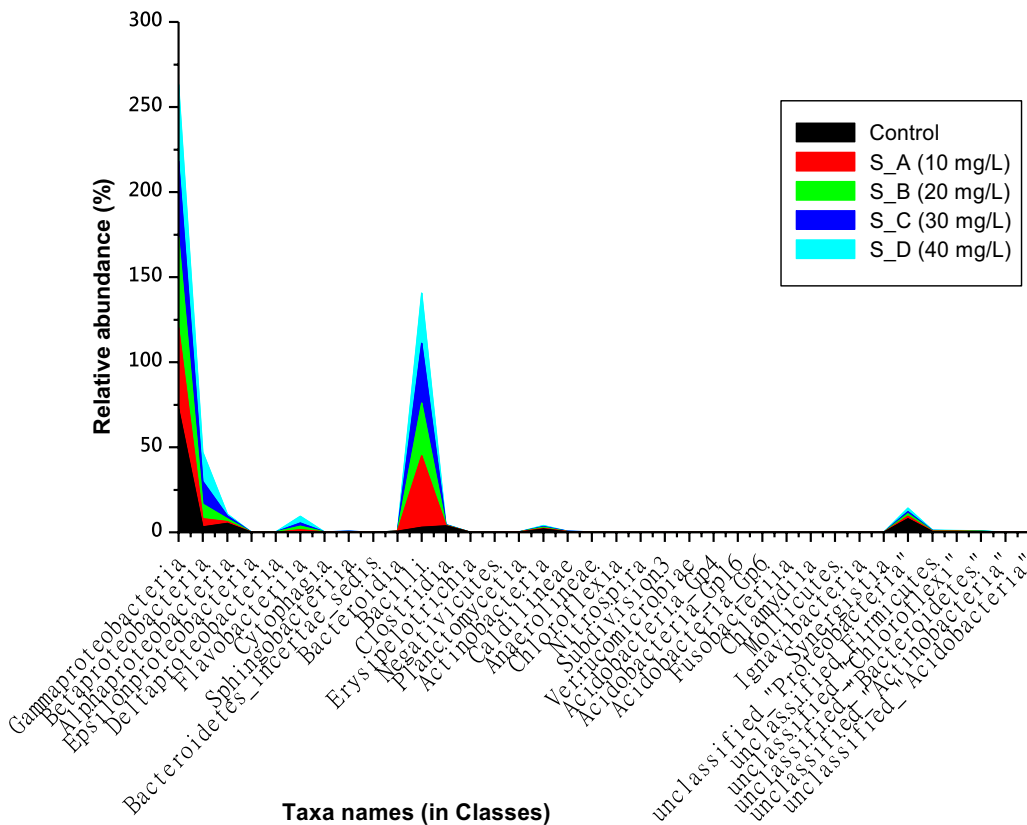 300
250
200
150
100
50
0
Relative abundance (%)
Control
S_A (10 mg/L)
S_B (20 mg/L)
S_C (30 mg/L)
S_D (40 mg/L)
Gammaproteobacteria
Betaproteobacteria
Alphaproteobacteria
Epsilonproteobacteria
Deltaproteobacteria
Flavobacteria
Cytophagia
Sphingobacteria
Bacteroidetes_incertae_sedis
Bacteroidia
Bacilli
Clostridia
Erysipelotrichia
Negativicutes
Planctomycetia
Actinobacteria
Caldilineae
Anaerolineae
Chloroflexia
Nitrospira
Subdivision3
Verrucomicrobiae
Acidobacteria_Gp4
Acidobacteria_Gp16
Acidobacteria_Gp6
Fusobacteria
Chlamydiia
Mollicutes
Ignavibacteria
Synergistia
unclassified_"Proteobacteria"
unclassified_Firmicutes
unclassified_"Chloroflexi"
unclassified_"Bacteroidetes"
unclassified_"Actinobacteria"
unclassified_"Acidobacteria"
Taxa names (in Classes)